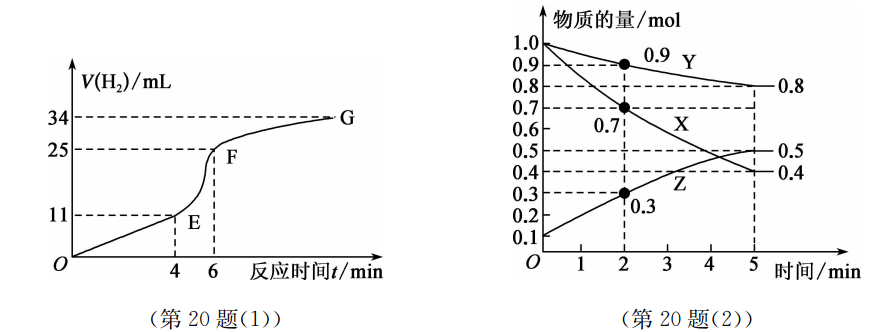 V(H₂)/mL
34
G
25
F
11
E
O
4
6
反应时间t/min
(第 20 题(1))
物质的量/mol
1.0
0.9
0.8
0.7
0.6
0.5
0.4
0.3
0.2
0.1
0.9
Y
0.8
0.7
X
0.5
Z
0.4
0.3
O
1
2
3
4
5
时间/min
(第 20 题(2))